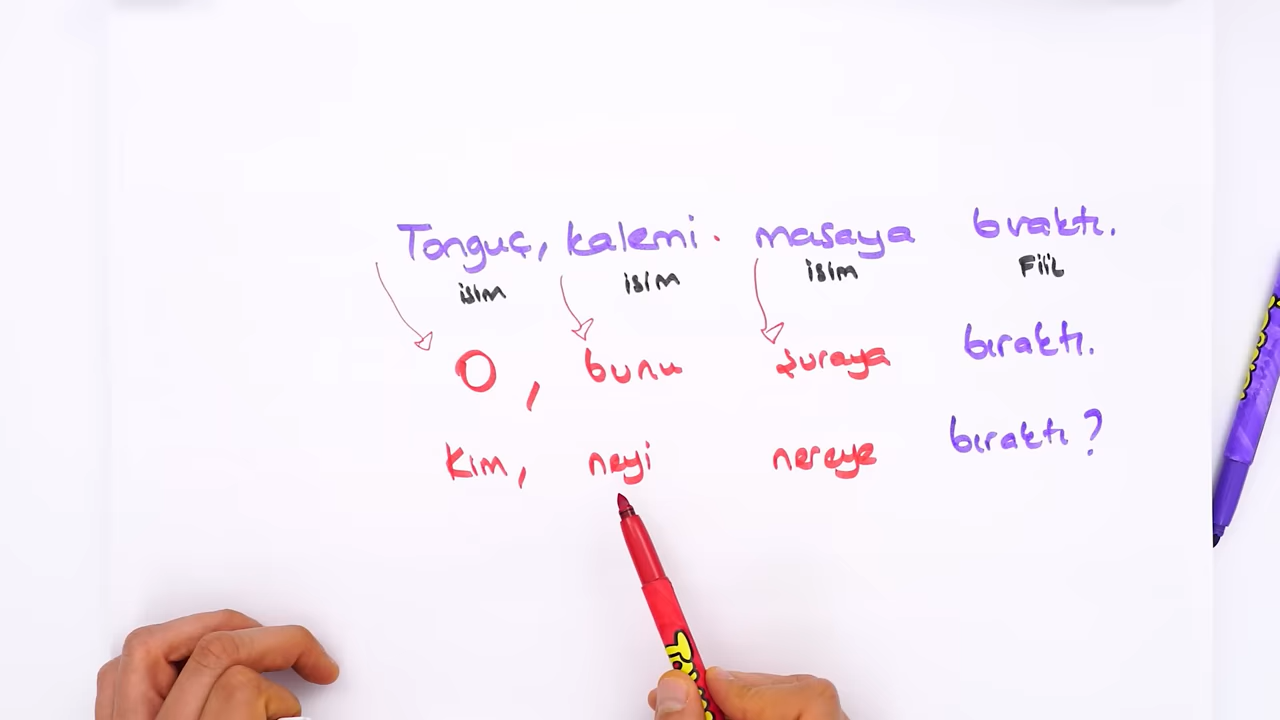 Tonguç, kalemi. masaya bıraktı.
isim isim isim Fiil
O, bunu şuraya bıraktı.
Kim, neyi nereye bıraktı?